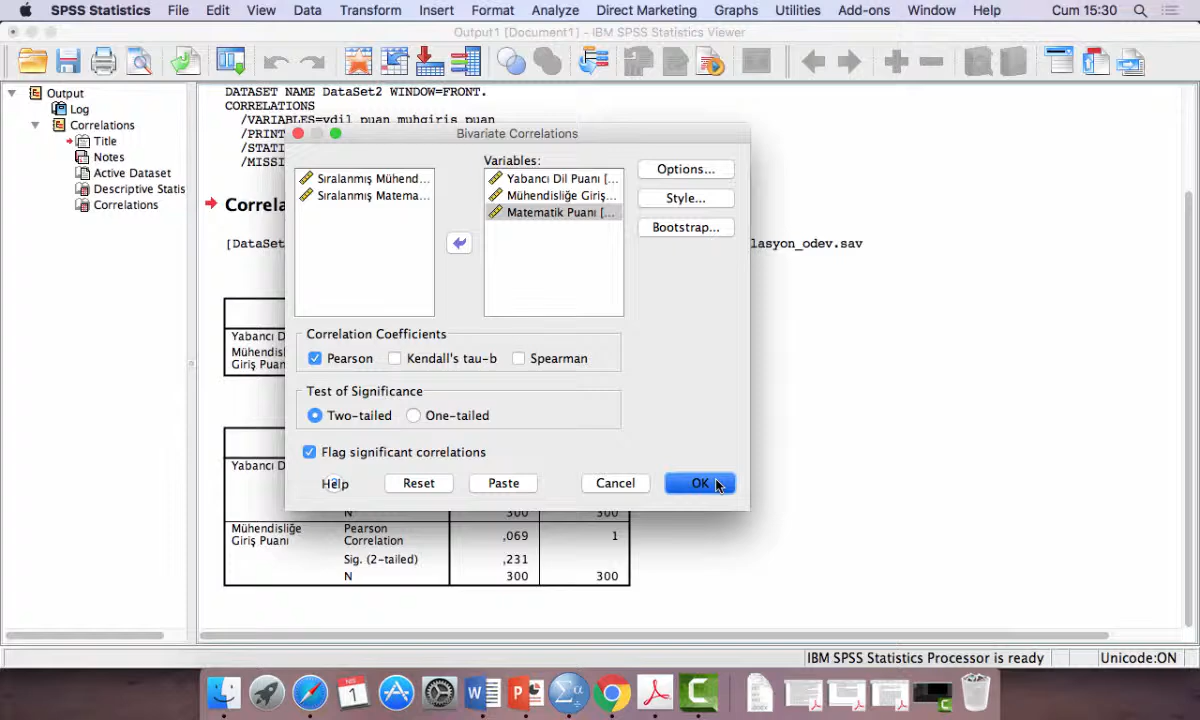 SPSS Statistics File Edit View Data Transform Insert Format Analyze Direct Marketing Graphs Utilities Add-ons Window Help Cum 15:30
Output1 [Document1] - IBM SPSS Statistics Viewer
Output
Log
Correlations
Title
Notes
Active Dataset
Descriptive Statis
Correlations
DATASET NAME DataSet2 WINDOW=FRONT.
CORRELATIONS
/VARIABLES=ydil_puan muhgiris_puan
/PRINT
/STATI
/MISSI
Correla
[DataSet
lasyon_odev.sav
Yabancı D
Mühendisli
Giriş Puan
Yabancı D
N 300 300
Mühendisliğe Giriş Puanı Pearson Correlation ,069 1
Sig. (2-tailed) ,231
N 300 300
Bivariate Correlations
Variables:
Sıralanmış Mühend...
Sıralanmış Matema...
Yabancı Dil Puanı [...
Mühendisliğe Giriş...
Matematik Puanı [...
Options...
Style...
Bootstrap...
Correlation Coefficients
Pearson Kendall's tau-b Spearman
Test of Significance
Two-tailed One-tailed
Flag significant correlations
Help Reset Paste Cancel OK
IBM SPSS Statistics Processor is ready Unicode:ON